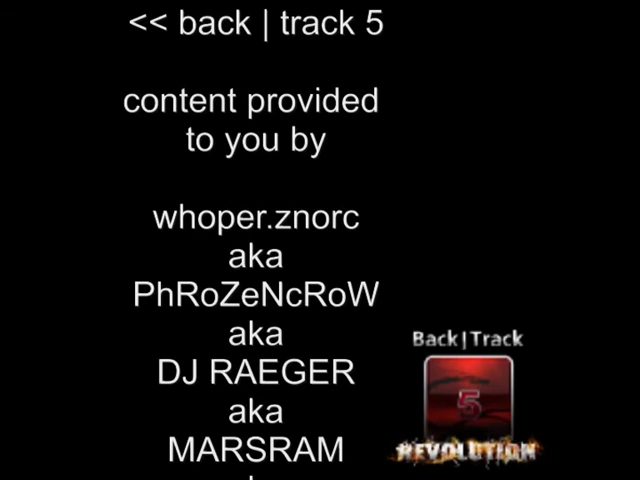 << back | track 5
content provided
to you by
whoper.znorc
aka
PhRoZeNcRoW
aka
DJ RAEGER
aka
MARSRAM
Back|Track
5
REVOLUTION